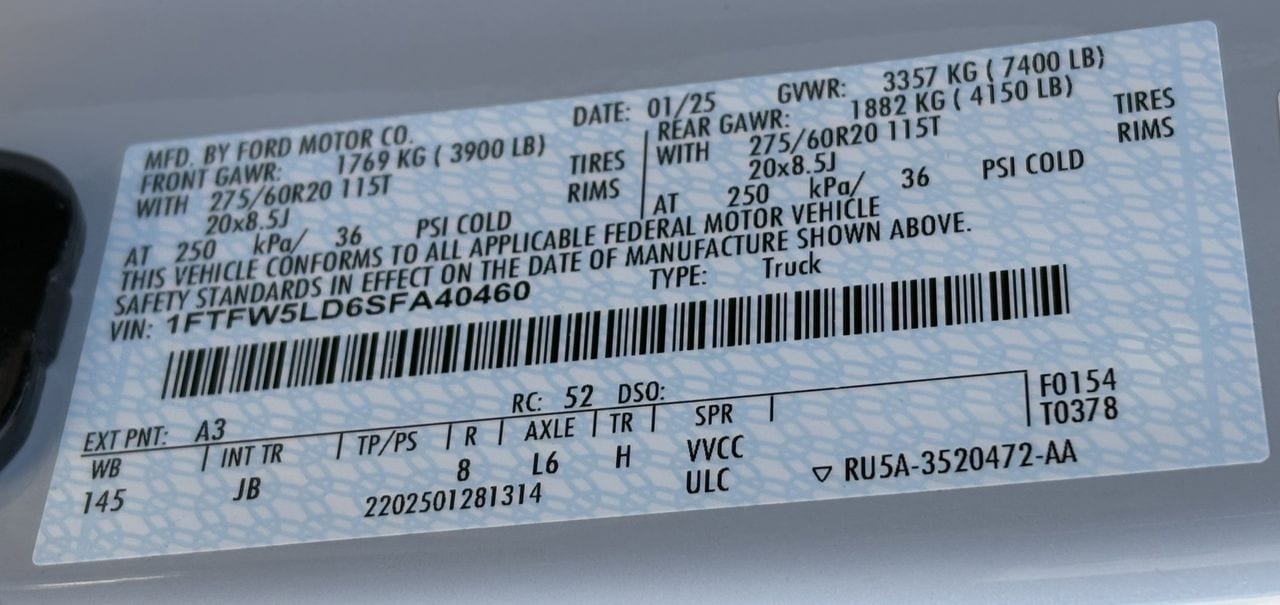 DATE: 01/25 GVWR: 3357 KG ( 7400 LB)
MFD. BY FORD MOTOR CO.
FRONT GAWR: 1769 KG ( 3900 LB)
WITH 275/60R20 115T TIRES
20x8.5J RIMS
AT 250 kPa/ 36 PSI COLD
REAR GAWR: 1882 KG ( 4150 LB)
WITH 275/60R20 115T TIRES
20x8.5J RIMS
AT 250 kPa/ 36 PSI COLD
THIS VEHICLE CONFORMS TO ALL APPLICABLE FEDERAL MOTOR VEHICLE
SAFETY STANDARDS IN EFFECT ON THE DATE OF MANUFACTURE SHOWN ABOVE.
VIN: 1FTFW5LD6SFA40460 TYPE: Truck
EXT PNT: A3 RC: 52 DSO:
WB INT TR TP/PS R AXLE TR SPR F0154
T0378
145 JB 8 L6 H VVCC
2202501281314 ULC ▽ RU5A-3520472-AA